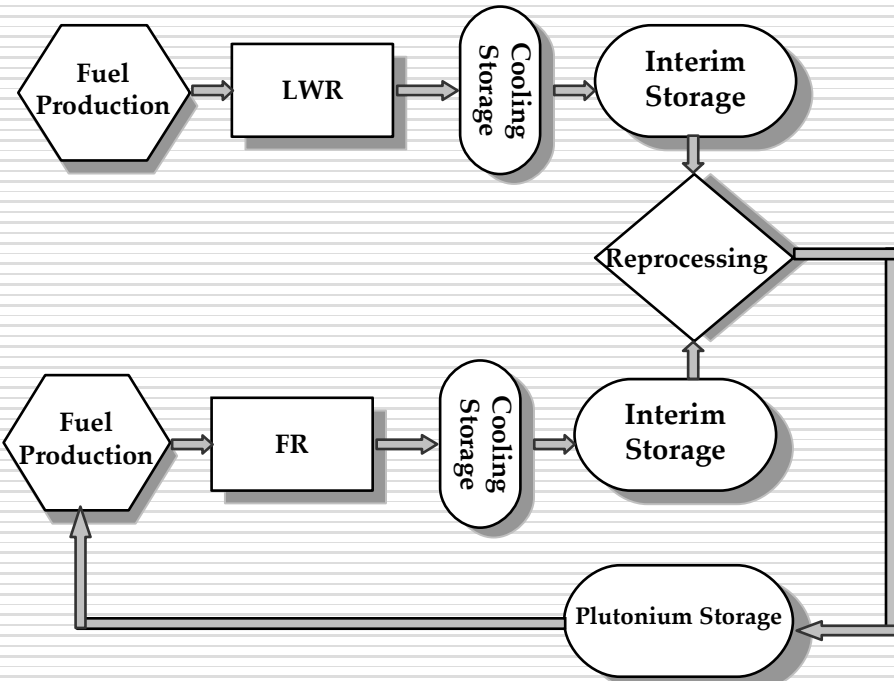 Fuel
Production
LWR
Cooling
Storage
Interim
Storage
Reprocessing
Fuel
Production
FR
Cooling
Storage
Interim
Storage
Plutonium Storage